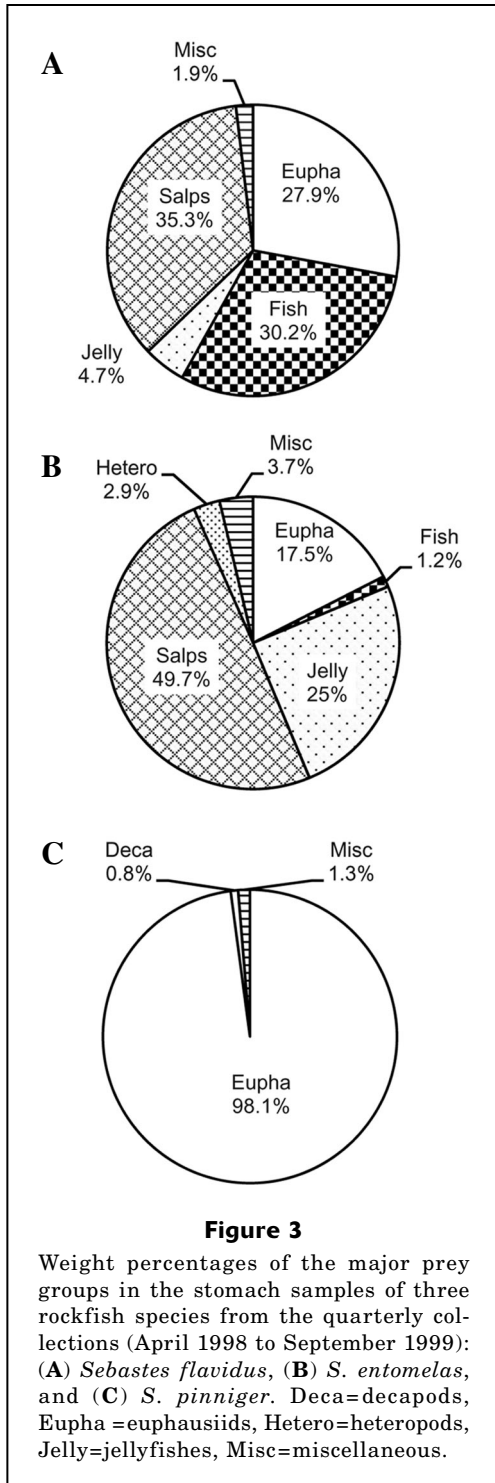 A
Misc
1.9%
Eupha
27.9%
Salps
35.3%
Fish
30.2%
Jelly
4.7%
B
Hetero
2.9%
Misc
3.7%
Eupha
17.5%
Fish
1.2%
Salps
49.7%
Jelly
25%
C
Deca
0.8%
Misc
1.3%
Eupha
98.1%
Figure 3
Weight percentages of the major prey
groups in the stomach samples of three
rockfish species from the quarterly col-
lections (April 1998 to September 1999):
(A) Sebastes flavidus, (B) S. entomelas,
and (C) S. pinniger. Deca=decapods,
Eupha =euphausiids, Hetero=heteropods,
Jelly=jellyfishes, Misc=miscellaneous.